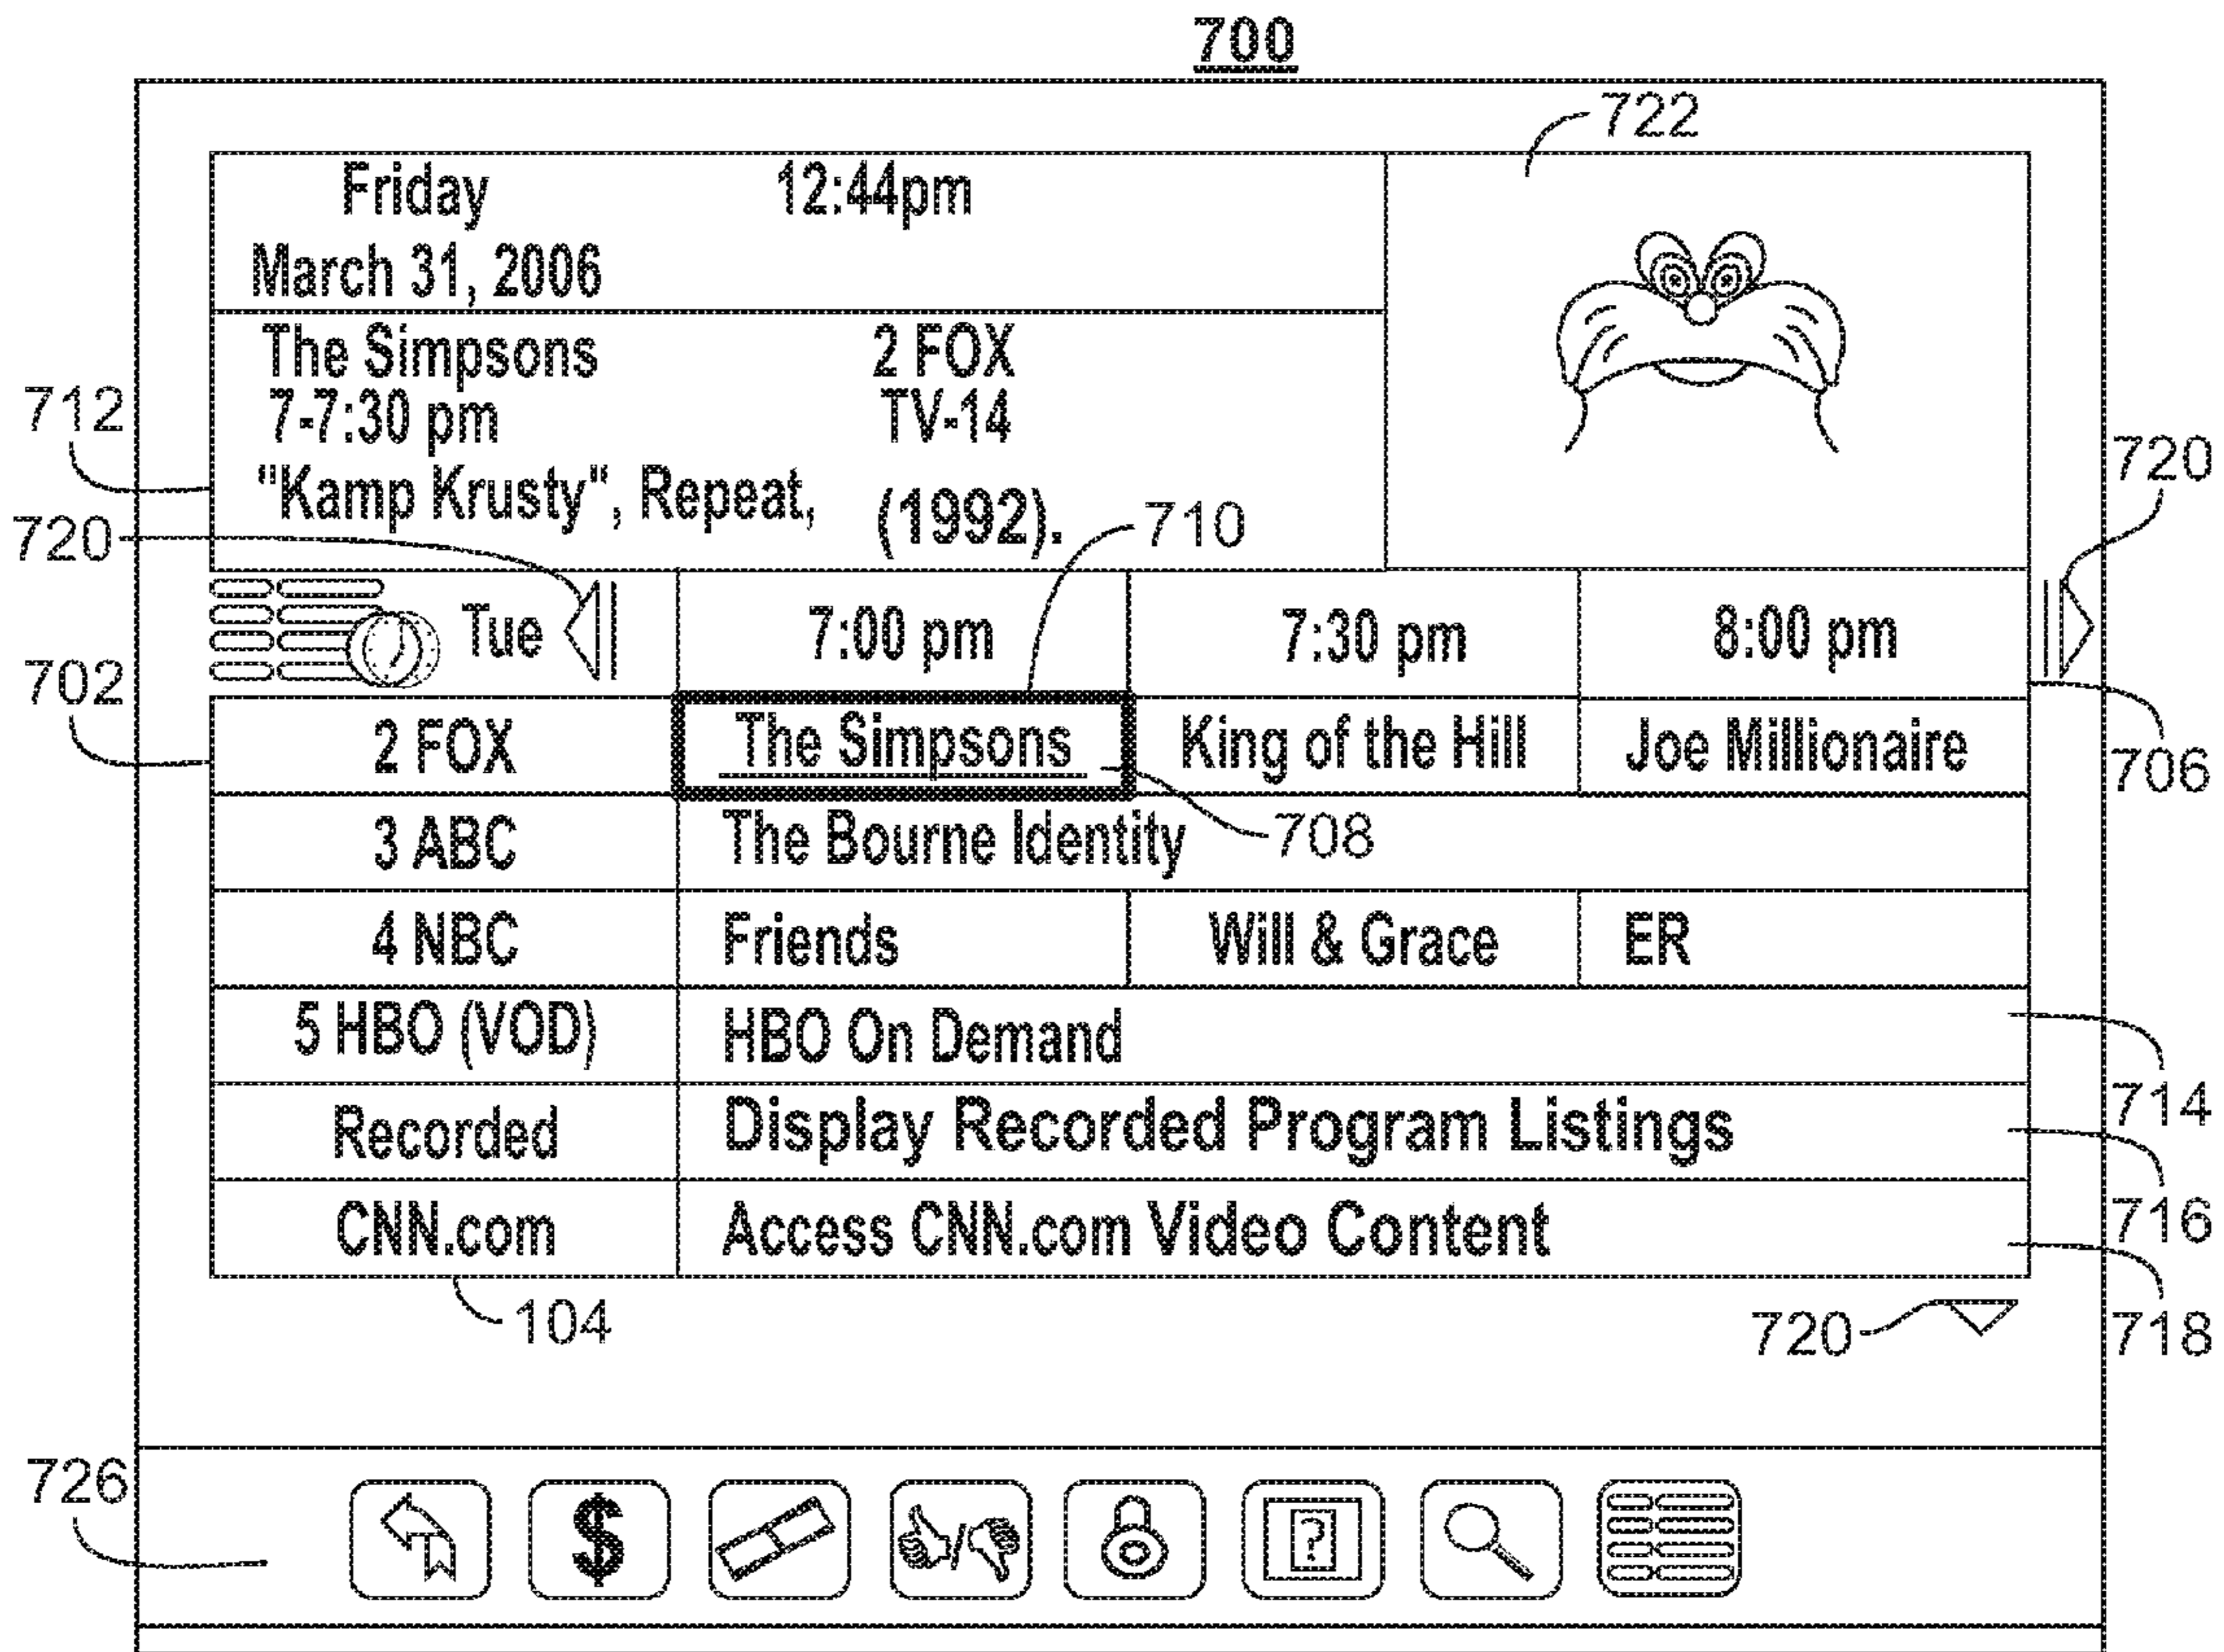 700
722
Friday 12:44pm
March 31, 2006
The Simpsons 2 FOX
7-7:30 pm TV-14
"Kamp Krusty", Repeat, (1992).
712
720
710
720
Tue 7:00 pm 7:30 pm 8:00 pm
702
706
2 FOX The Simpsons King of the Hill Joe Millionaire
3 ABC The Bourne Identity
708
4 NBC Friends Will & Grace ER
5 HBO (VOD) HBO On Demand
714
Recorded Display Recorded Program Listings
716
CNN.com Access CNN.com Video Content
718
104
720
726
$ / ?